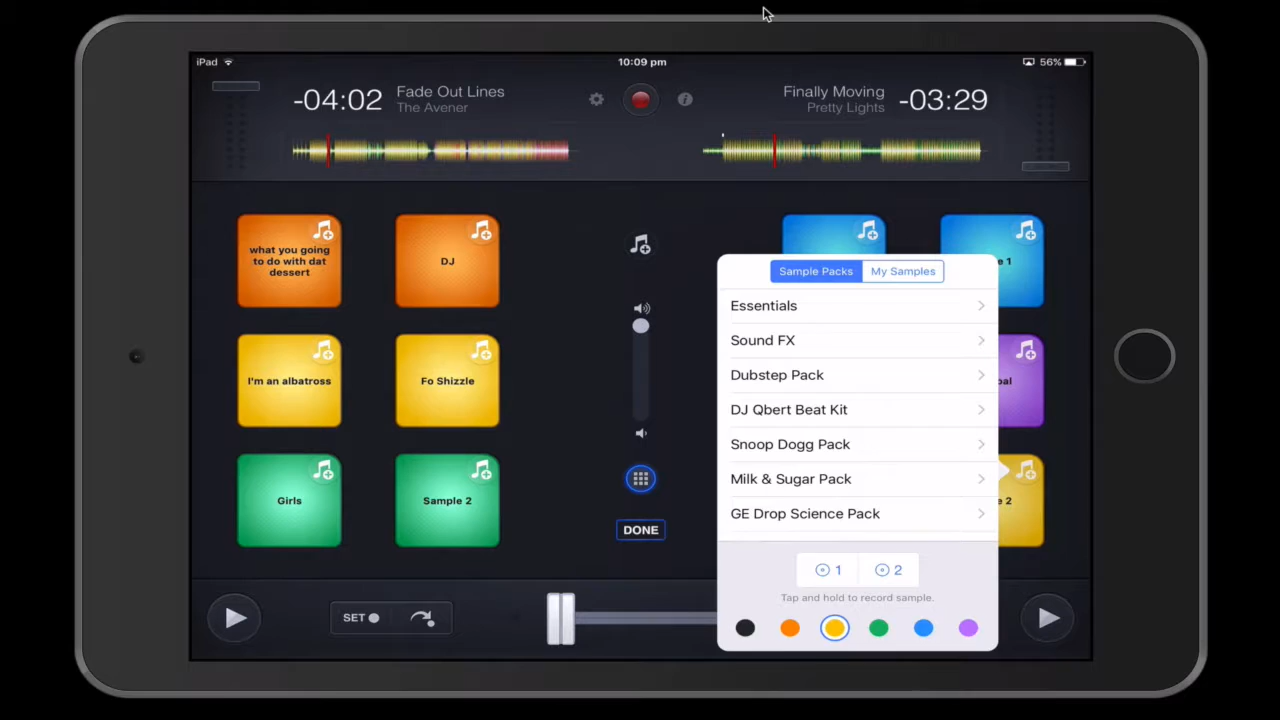 iPad
10:09 pm
56%
-04:02
Fade Out Lines
The Avener
Finally Moving
Pretty Lights
-03:29
what you going
to do with dat
dessert
DJ
e 1
Sample Packs
My Samples
Essentials
Sound FX
Dubstep Pack
DJ Qbert Beat Kit
Snoop Dogg Pack
Milk & Sugar Pack
GE Drop Science Pack
I'm an albatross
Fo Shizzle
bal
Girls
Sample 2
e 2
DONE
1
2
Tap and hold to record sample.
SET